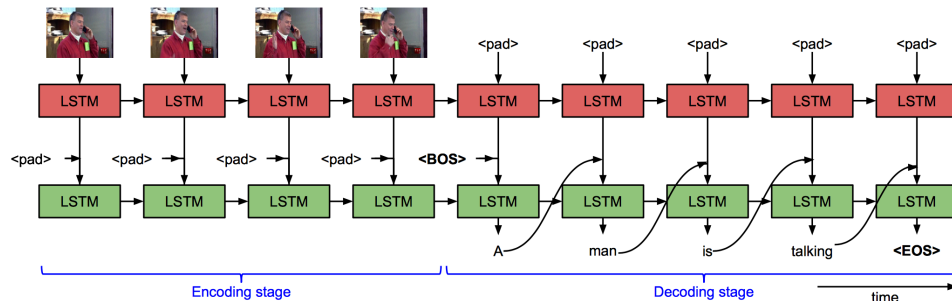 <pad> <pad> <pad> <pad> <pad>
LSTM LSTM LSTM LSTM LSTM LSTM LSTM LSTM LSTM
<pad> <pad> <pad> <pad> <BOS>
LSTM LSTM LSTM LSTM LSTM LSTM LSTM LSTM LSTM
A man is talking <EOS>
Encoding stage Decoding stage time